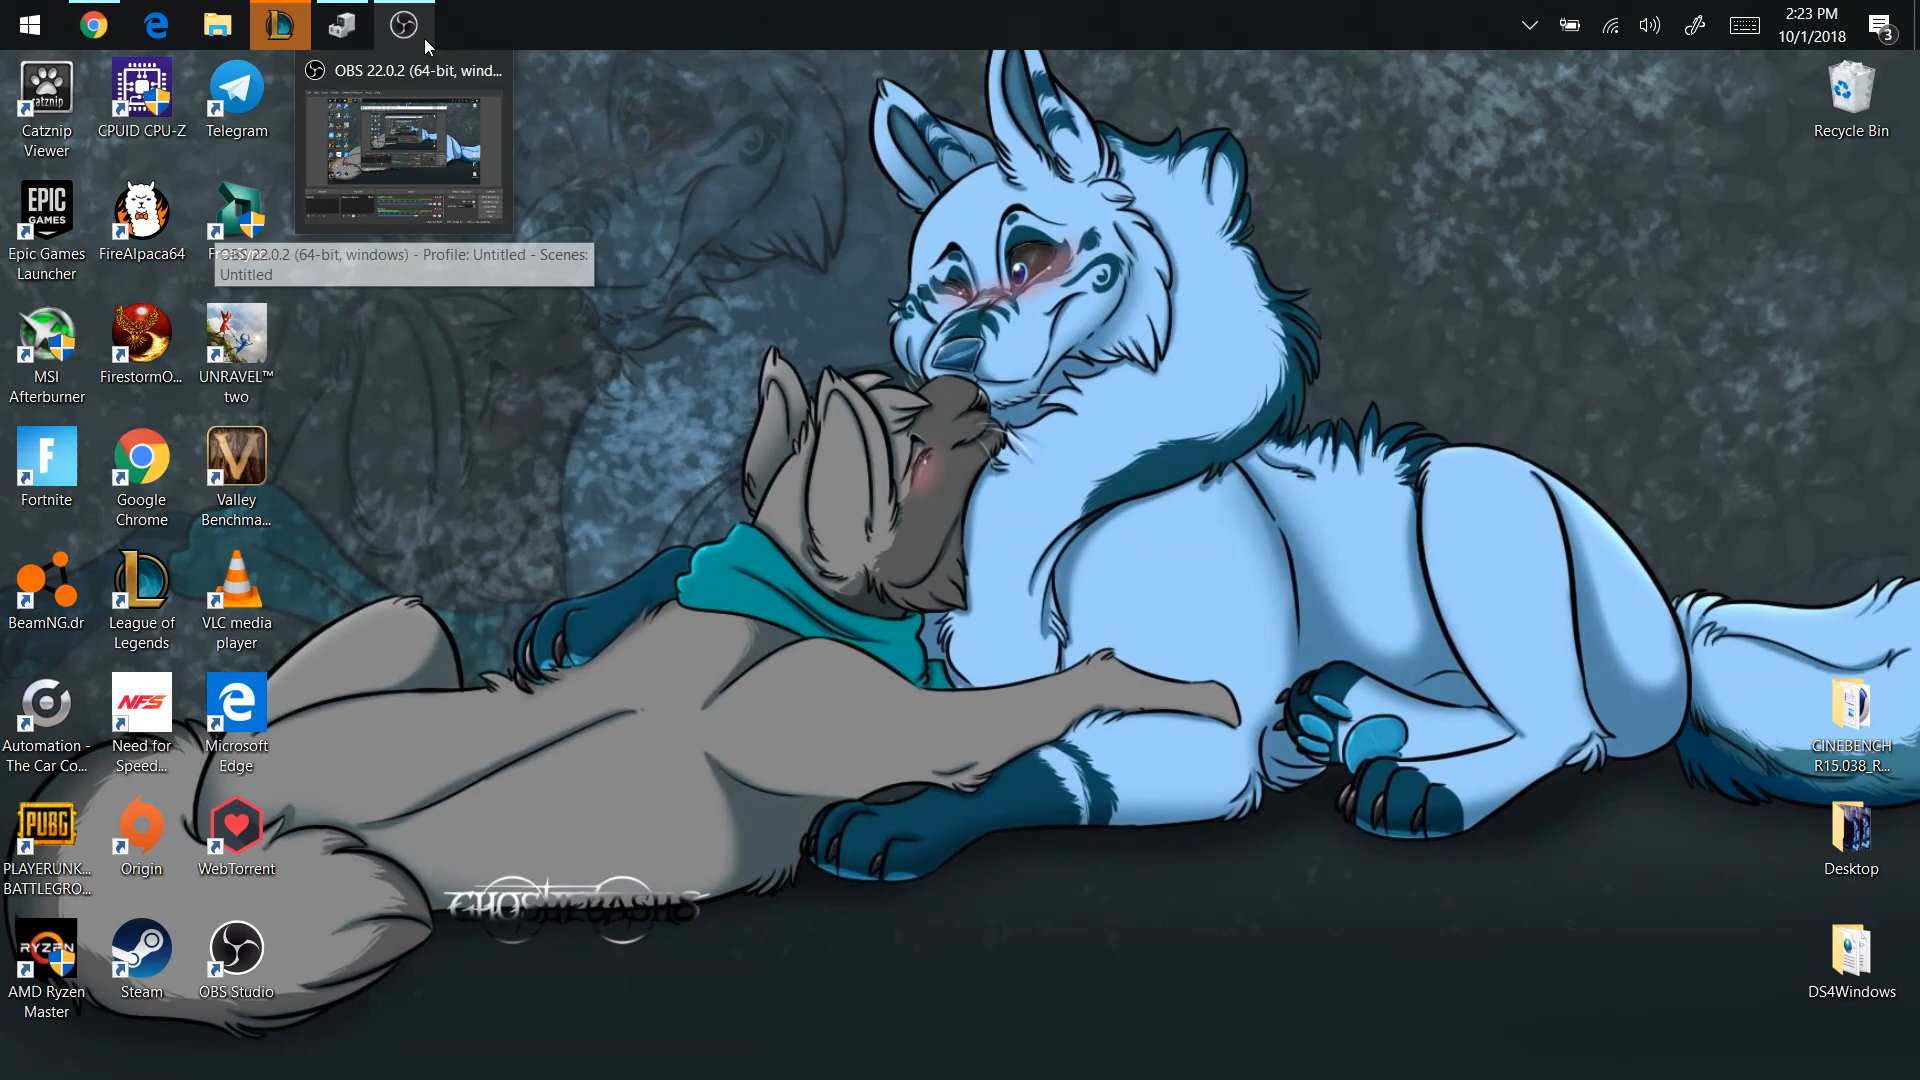 2:23 PM
10/1/2018
3
OBS 22.0.2 (64-bit, wind...
OBS 22.0.2 (64-bit, windows) - Profile: Untitled - Scenes:
Untitled
catznip
Catznip
Viewer
CPUID CPU-Z
Telegram
EPIC
GAMES
Epic Games
Launcher
FireAlpaca64
MSI
Afterburner
FirestormO...
UNRAVEL™
two
F
Fortnite
Google
Chrome
V
Valley
Benchma...
BeamNG.dr
League of
Legends
VLC media
player
Automation -
The Car Co...
NFS
Need for
Speed...
Microsoft
Edge
PUBG
PLAYERUNK...
BATTLEGRO...
Origin
WebTorrent
RYZEN
AMD Ryzen
Master
Steam
OBS Studio
Recycle Bin
CINEBENCH
R15.038_R...
Desktop
DS4Windows